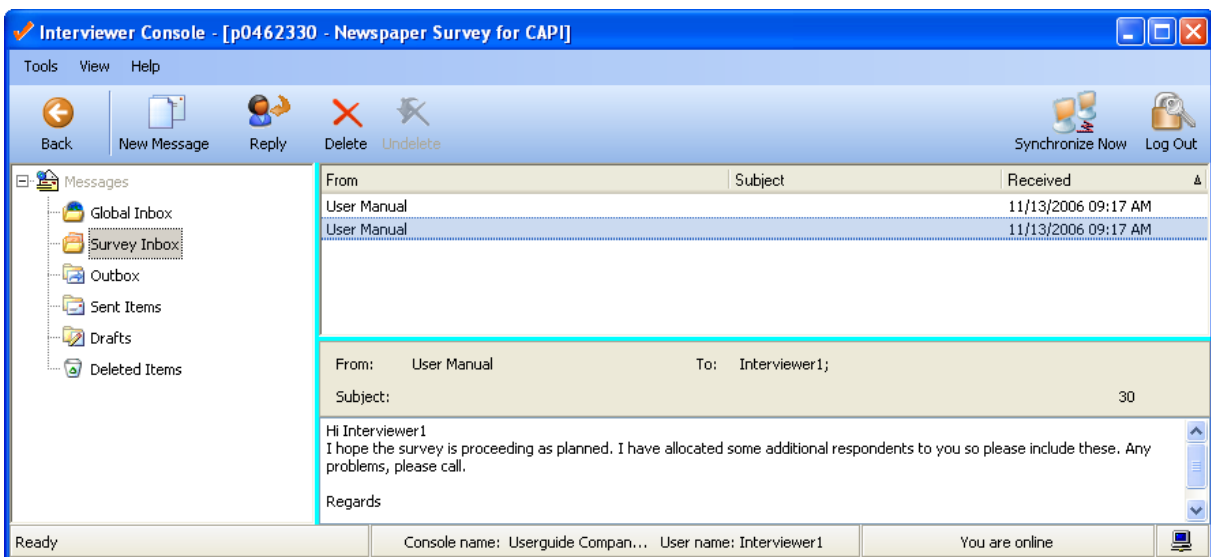 Interviewer Console - [p0462330 - Newspaper Survey for CAPI]
Tools View Help
Back New Message Reply Delete Undelete Synchronize Now Log Out
Messages
Global Inbox
Survey Inbox
Outbox
Sent Items
Drafts
Deleted Items
From Subject Received
User Manual 11/13/2006 09:17 AM
User Manual 11/13/2006 09:17 AM
From: User Manual To: Interviewer1;
Subject: 30
Hi Interviewer1
I hope the survey is proceeding as planned. I have allocated some additional respondents to you so please include these. Any
problems, please call.
Regards
Ready Console name: Userguide Compan... User name: Interviewer1 You are online